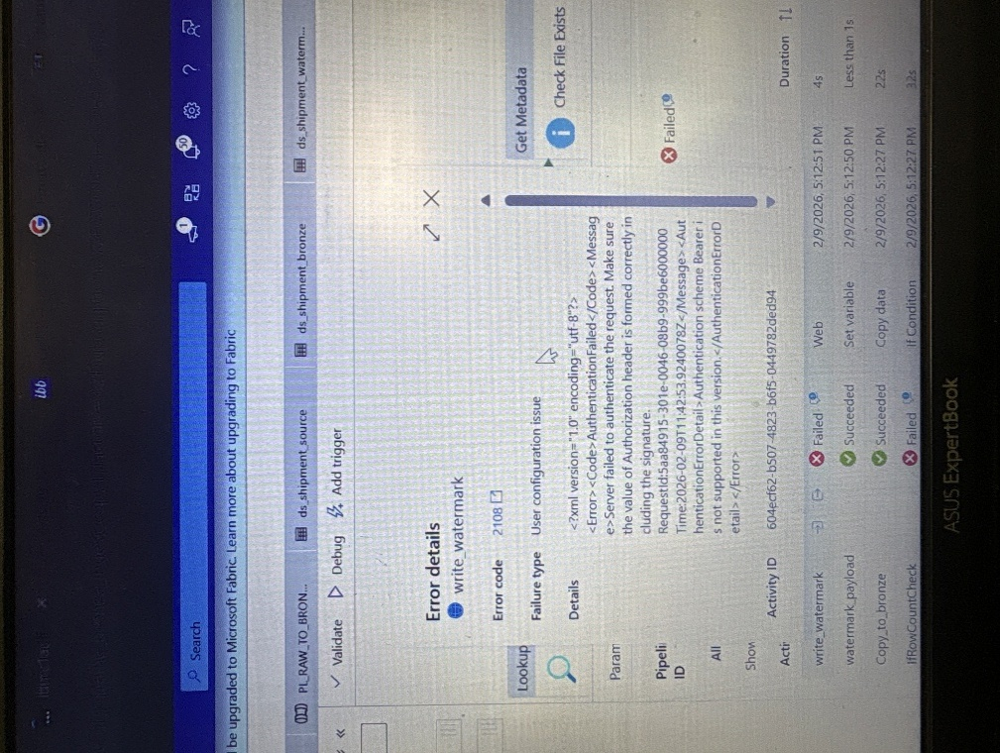 lbb
Search
1
50
?
l be upgraded to Microsoft Fabric. Learn more about upgrading to Fabric
PL_RAW_TO_BRON...
ds_shipment_source
ds_shipment_bronze
ds_shipment_waterm...
Validate
Debug
Add trigger
Error details
write_watermark
Error code
2108
Failure type
User configuration issue
Details
<?xml version="1.0" encoding="utf-8"?>
<Error><Code>AuthenticationFailed</Code><Messag
e>Server failed to authenticate the request. Make sure
the value of Authorization header is formed correctly in
cluding the signature.
RequestId:5aa84915-301e-0046-08b9-999be6000000
Time:2026-02-09T11:42:53.9240078Z</Message><Aut
henticationErrorDetail>Authentication scheme Bearer i
s not supported in this version.</AuthenticationErrorD
etail></Error>
Activity ID
604ecf62-b507-4823-b6f5-0449782ded94
Lookup
Get Metadata
Check File Exists
Param
Pipeli
ID
Failed
All
Show
Acti
Duration
write_watermark
Failed
Web
2/9/2026, 5:12:51 PM
4s
watermark_payload
Succeeded
Set variable
2/9/2026, 5:12:50 PM
Less than 1s
Copy_to_bronze
Succeeded
Copy data
2/9/2026, 5:12:27 PM
22s
IfRowCountCheck
Failed
If Condition
2/9/2026, 5:12:27 PM
32s
ASUS ExpertBook